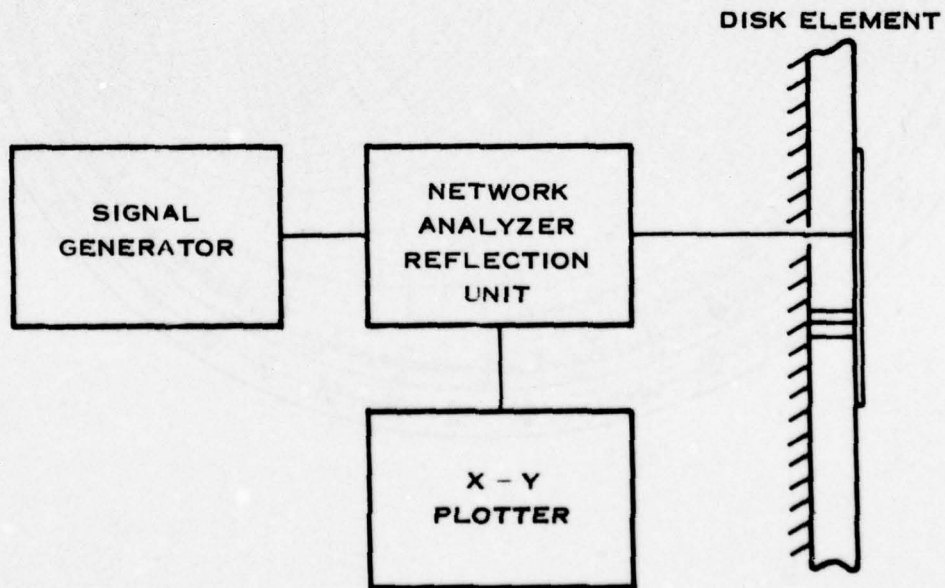 DISK ELEMENT
SIGNAL
GENERATOR
NETWORK
ANALYZER
REFLECTION
UNIT
X – Y
PLOTTER